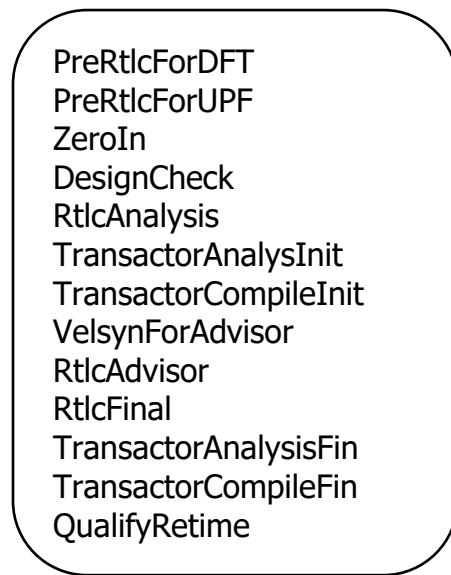 PreRtlcForDFT
PreRtlcForUPF
ZeroIn
DesignCheck
RtlcAnalysis
TransactorAnalysInit
TransactorCompileInit
VelsynForAdvisor
RtlcAdvisor
RtlcFinal
TransactorAnalysisFin
TransactorCompileFin
QualifyRetime